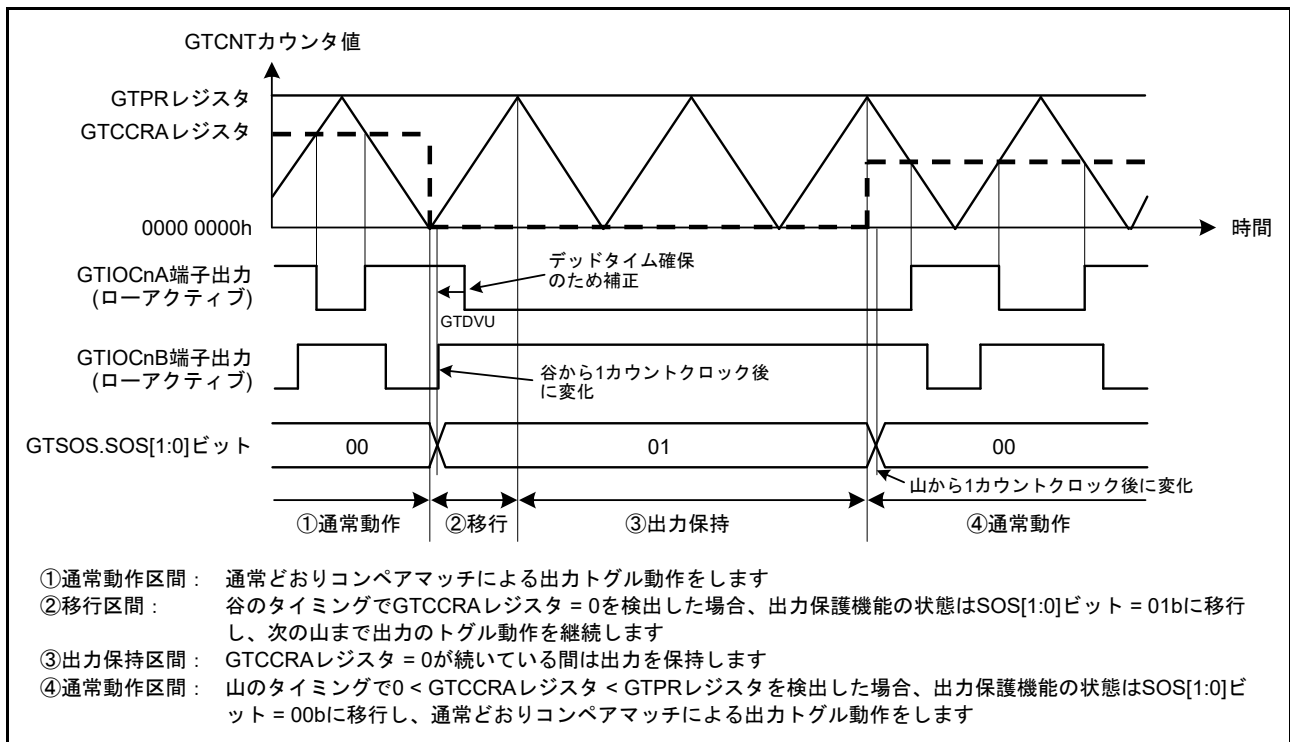 GTCNTカウンタ値
GTPRレジスタ
GTCCRAレジスタ
0000 0000h
時間
GTIOCnA端子出力
(ローアクティブ)
デッドタイム確保
のため補正
GTDVU
GTIOCnB端子出力
(ローアクティブ)
谷から1カウントクロック後
に変化
GTSOS.SOS[1:0]ビット
00
01
00
山から1カウントクロック後に変化
①通常動作
②移行
③出力保持
④通常動作
①通常動作区間： 通常どおりコンペアマッチによる出力トグル動作をします
②移行区間： 谷のタイミングでGTCCRAレジスタ = 0を検出した場合、出力保護機能の状態はSOS[1:0]ビット = 01bに移行
し、次の山まで出力のトグル動作を継続します
③出力保持区間： GTCCRAレジスタ = 0が続いている間は出力を保持します
④通常動作区間： 山のタイミングで0 < GTCCRAレジスタ < GTPRレジスタを検出した場合、出力保護機能の状態はSOS[1:0]ビ
ット = 00bに移行し、通常どおりコンペアマッチによる出力トグル動作をします